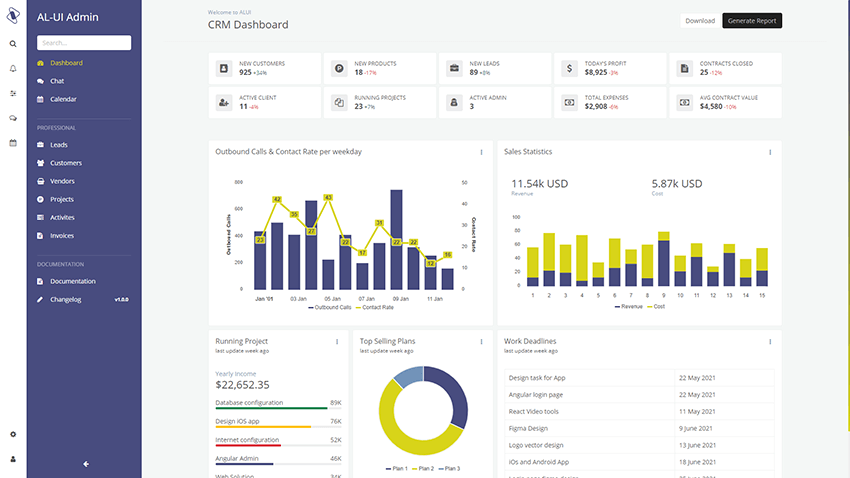 AL-UI Admin
Search...
Dashboard
Chat
Calendar
PROFESSIONAL
Leads
Customers
Vendors
Projects
Activites
Invoices
DOCUMENTATION
Documentation
Changelog v1.0.0
Welcome to ALUI
CRM Dashboard
Download
Generate Report
NEW CUSTOMERS
925 +34%
NEW PRODUCTS
18 -17%
NEW LEADS
89 +8%
TODAY'S PROFIT
$8,925 -3%
CONTRACTS CLOSED
25 -12%
ACTIVE CLIENT
11 -4%
RUNNING PROJECTS
23 +7%
ACTIVE ADMIN
3
TOTAL EXPENSES
$2,908 -6%
AVG CONTRACT VALUE
$4,580 -10%
Outbound Calls & Contact Rate per weekday
Outbound Calls
800
600
400
200
0
23
42
35
27
43
22
17
31
22
22
12
16
50
40
30
20
10
0
Contact Rate
Jan '01 03 Jan 05 Jan 07 Jan 09 Jan 11 Jan
Outbound Calls Contact Rate
Sales Statistics
11.54k USD 5.87k USD
Revenue Cost
100
80
60
40
20
0
1 2 3 4 5 6 7 8 9 10 11 12 13 14 15
Revenue Cost
Running Project
last update week ago
Yearly Income
$22,652.35
Database configuration 89K
Design iOS app 76K
Internet configuration 52K
Angular Admin 46K
Web Solution 34K
Top Selling Plans
last update week ago
Plan 1 Plan 2 Plan 3
Work Deadlines
last update week ago
Design task for App 22 May 2021
Angular login page 22 May 2021
React Video tools 11 May 2021
Figma Design 9 June 2021
Logo vector design 13 June 2021
IOs and Android App 18 June 2021